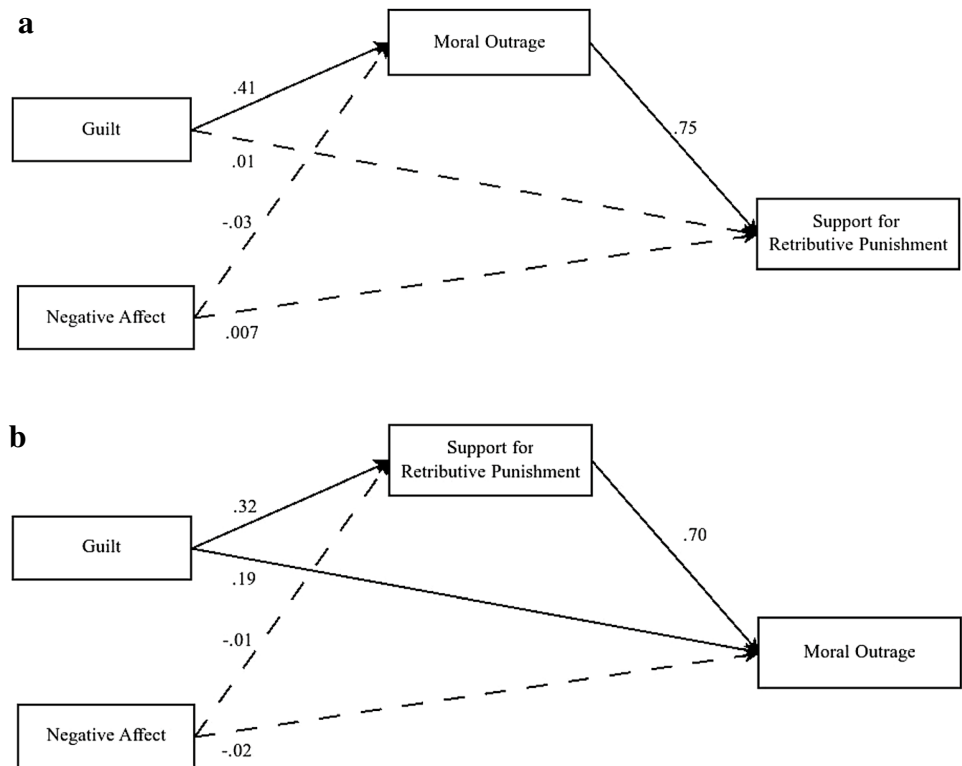 a
Moral Outrage
.41
Guilt
.75
.01
-.03
Support for
Retributive Punishment
Negative Affect
.007
b
Support for
Retributive Punishment
.32
.70
Guilt
.19
-.01
Moral Outrage
Negative Affect
-.02